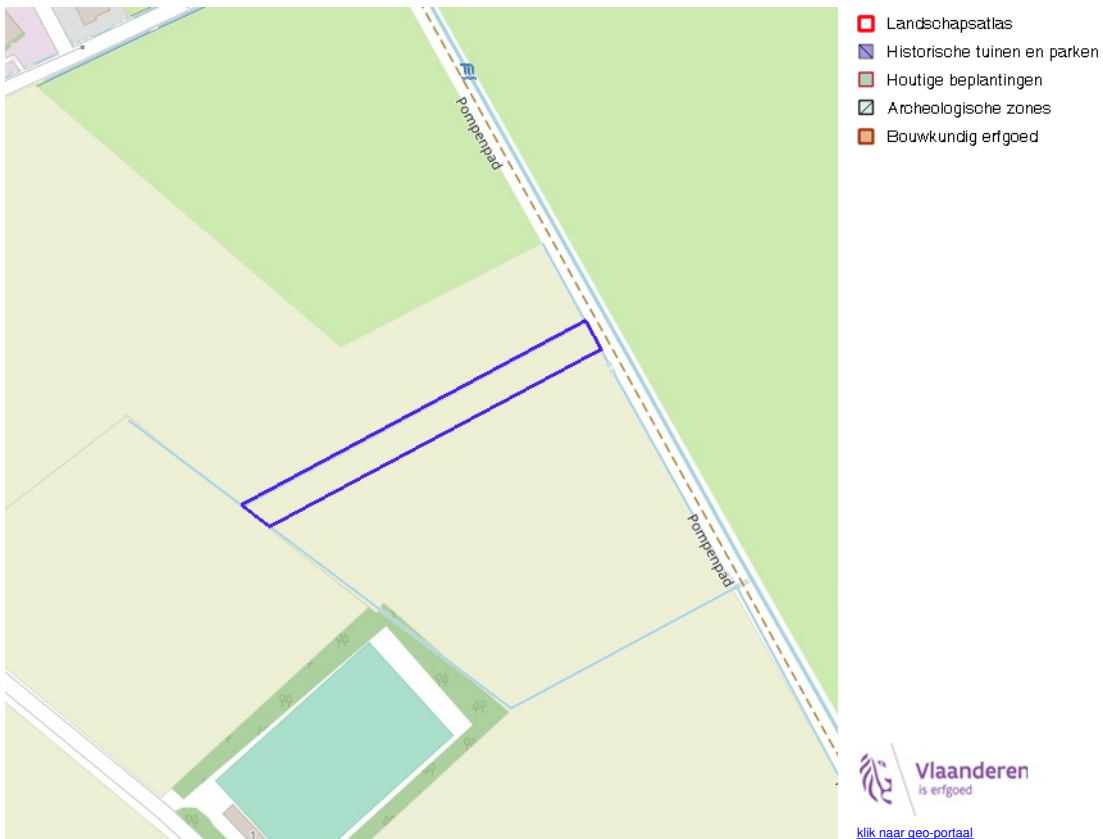 Pompenpad
Pompenpad
1
Landschapsatlas
Historische tuinen en parken
Houtige beplantingen
Archeologische zones
Bouwkundig erfgoed
Vlaanderen
is erfgoed
klik naar geo-portaal